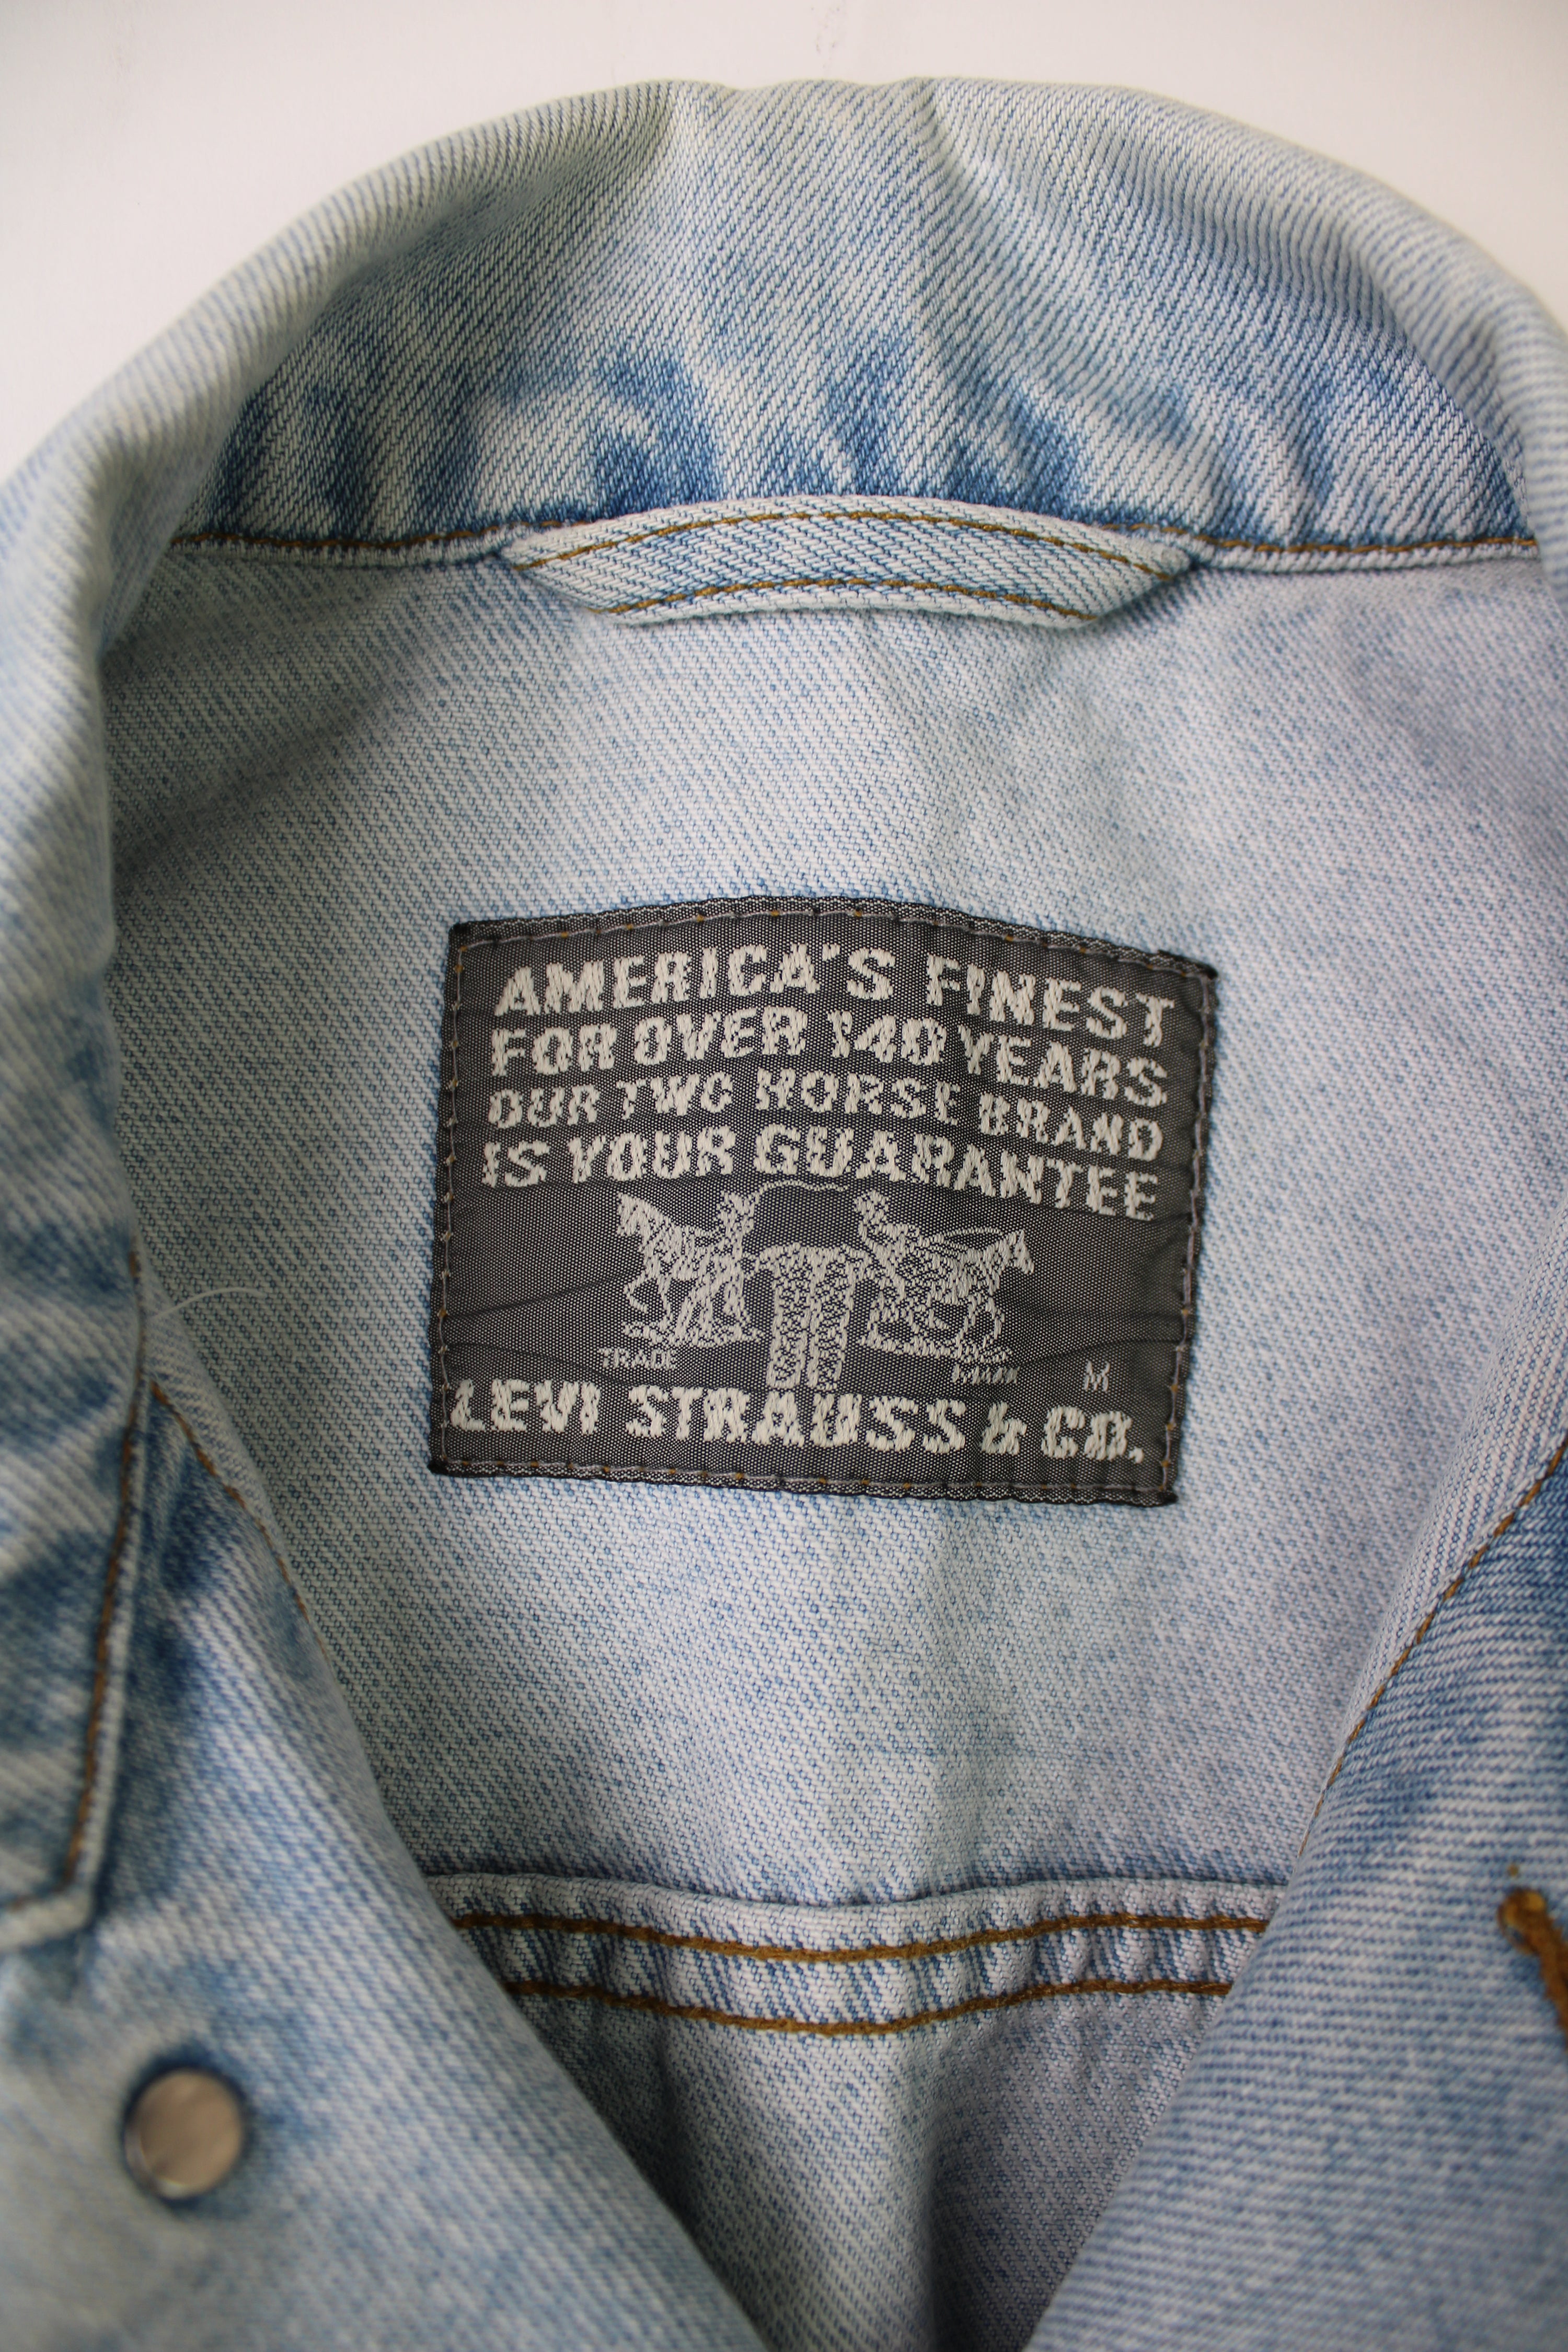 AMERICA'S FINEST
FOR OVER 140 YEARS
OUR TWO HORSE BRAND
IS YOUR GUARANTEE
TRADE MARK M
LEVI STRAUSS & CO.